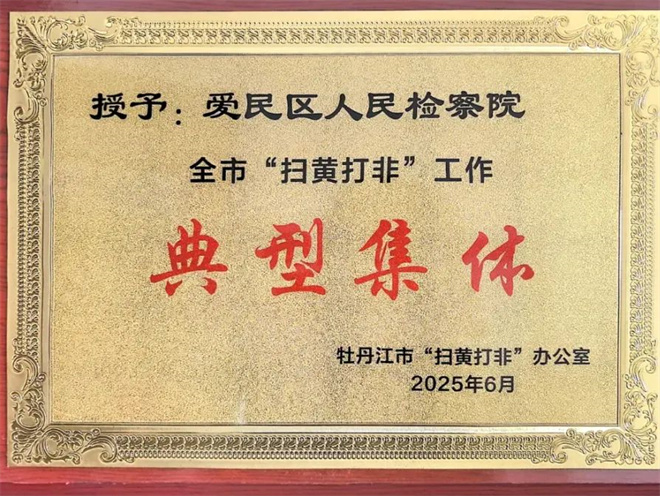 授予：爱民区人民检察院
全市“扫黄打非”工作
典型集体
牡丹江市“扫黄打非”办公室
2025年6月